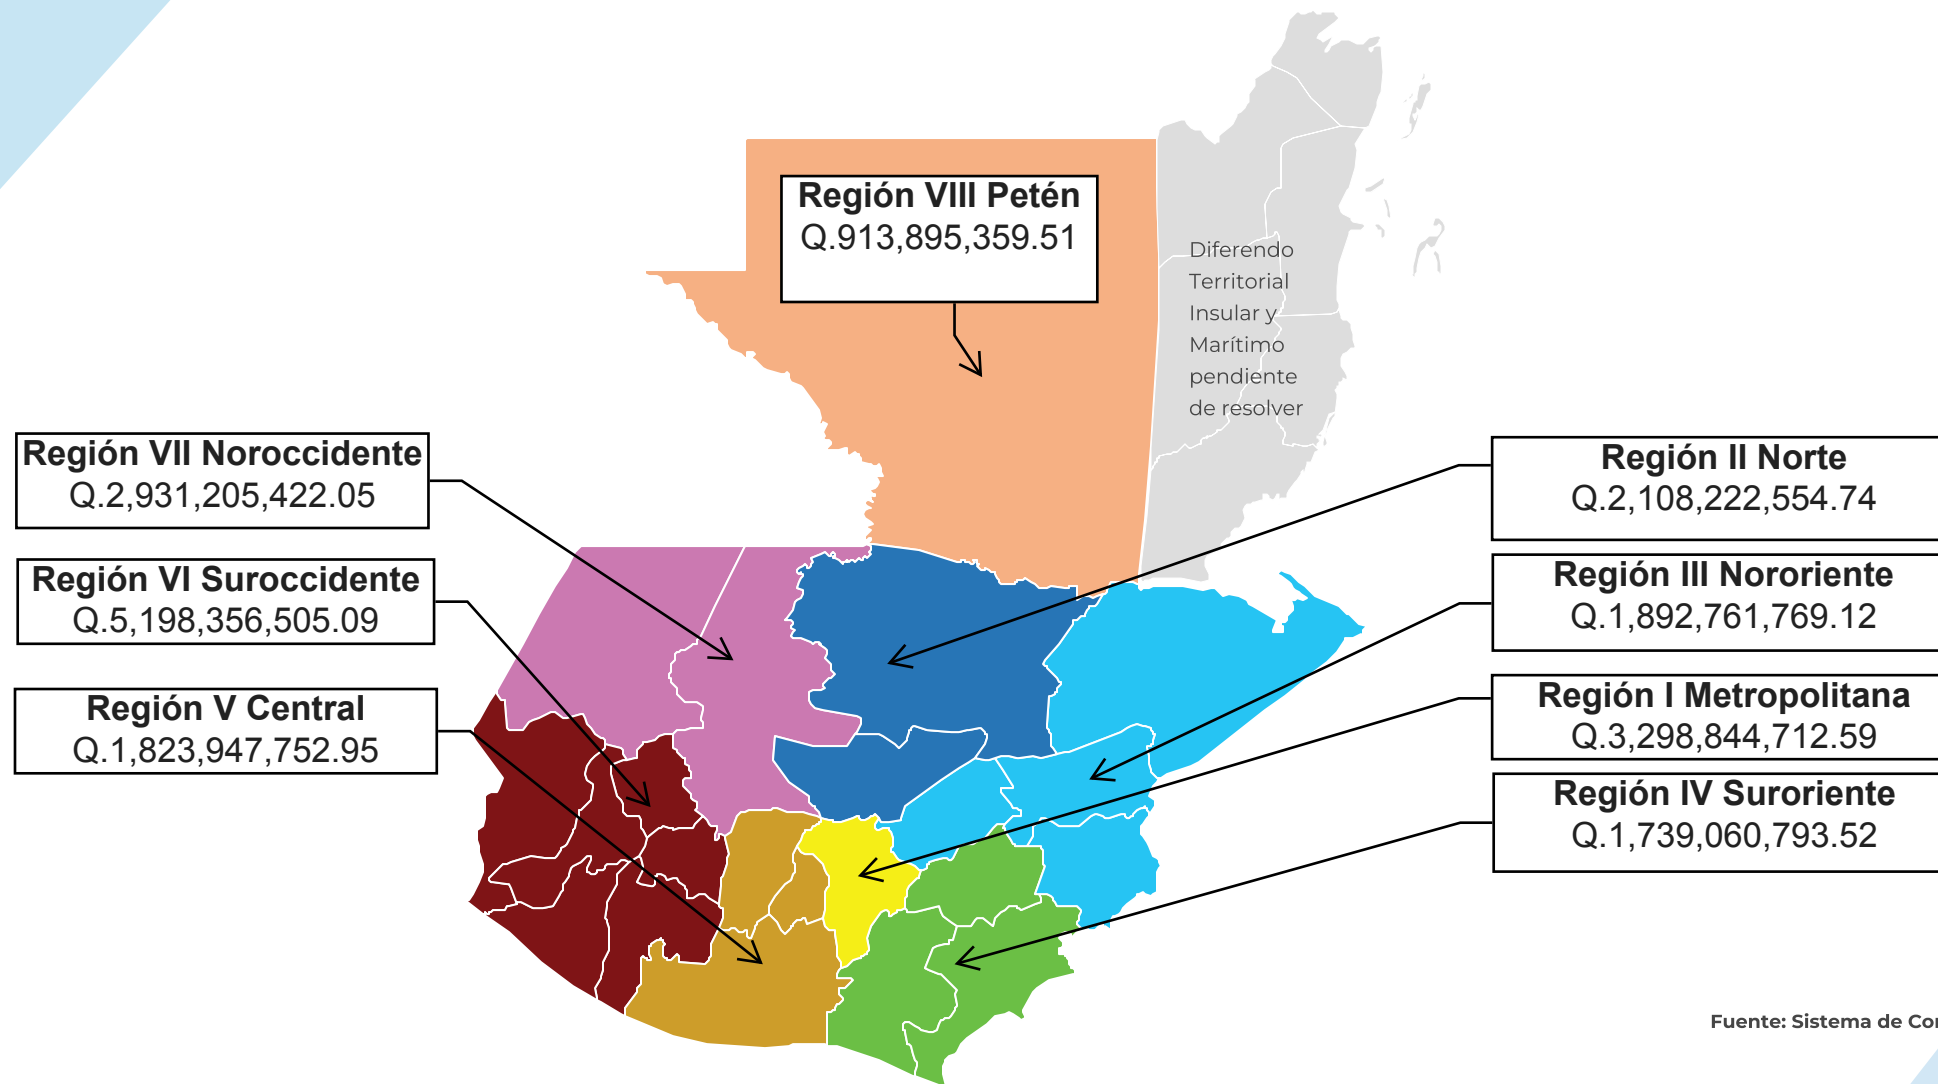 Región VIII Petén
Q.913,895,359.51
Diferendo
Territorial
Insular y
Marítimo
pendiente
de resolver
Región VII Noroccidente
Q.2,931,205,422.05
Región VI Suroccidente
Q.5,198,356,505.09
Región V Central
Q.1,823,947,752.95
Región II Norte
Q.2,108,222,554.74
Región III Nororiente
Q.1,892,761,769.12
Región I Metropolitana
Q.3,298,844,712.59
Región IV Suroriente
Q.1,739,060,793.52
Fuente: Sistema de